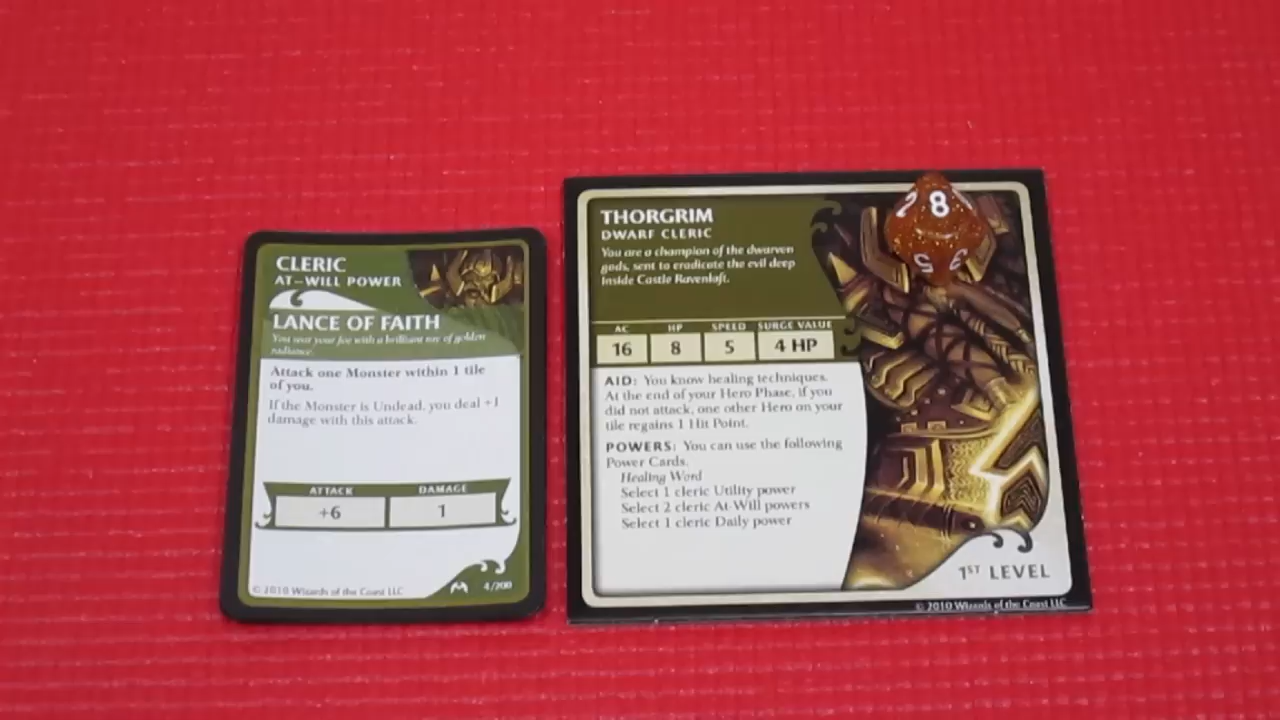 CLERIC
AT-WILL POWER
LANCE OF FAITH
You sear your foe with a brilliant ray of golden
radiance.
Attack one Monster within 1 tile
of you.
If the Monster is Undead, you deal +1
damage with this attack.
ATTACK DAMAGE
+6 1
© 2010 Wizards of the Coast LLC 4/200
THORGRIM
DWARF CLERIC
You are a champion of the dwarven
gods, sent to eradicate the evil deep
inside Castle Ravenloft.
AC HP SPEED SURGE VALUE
16 8 5 4 HP
AID: You know healing techniques.
At the end of your Hero Phase, if you
did not attack, one other Hero on your
tile regains 1 Hit Point.
POWERS: You can use the following
Power Cards.
Healing Word
Select 1 cleric Utility power
Select 2 cleric At-Will powers
Select 1 cleric Daily power
1ST LEVEL
© 2010 Wizards of the Coast LLC
2 8
5 3